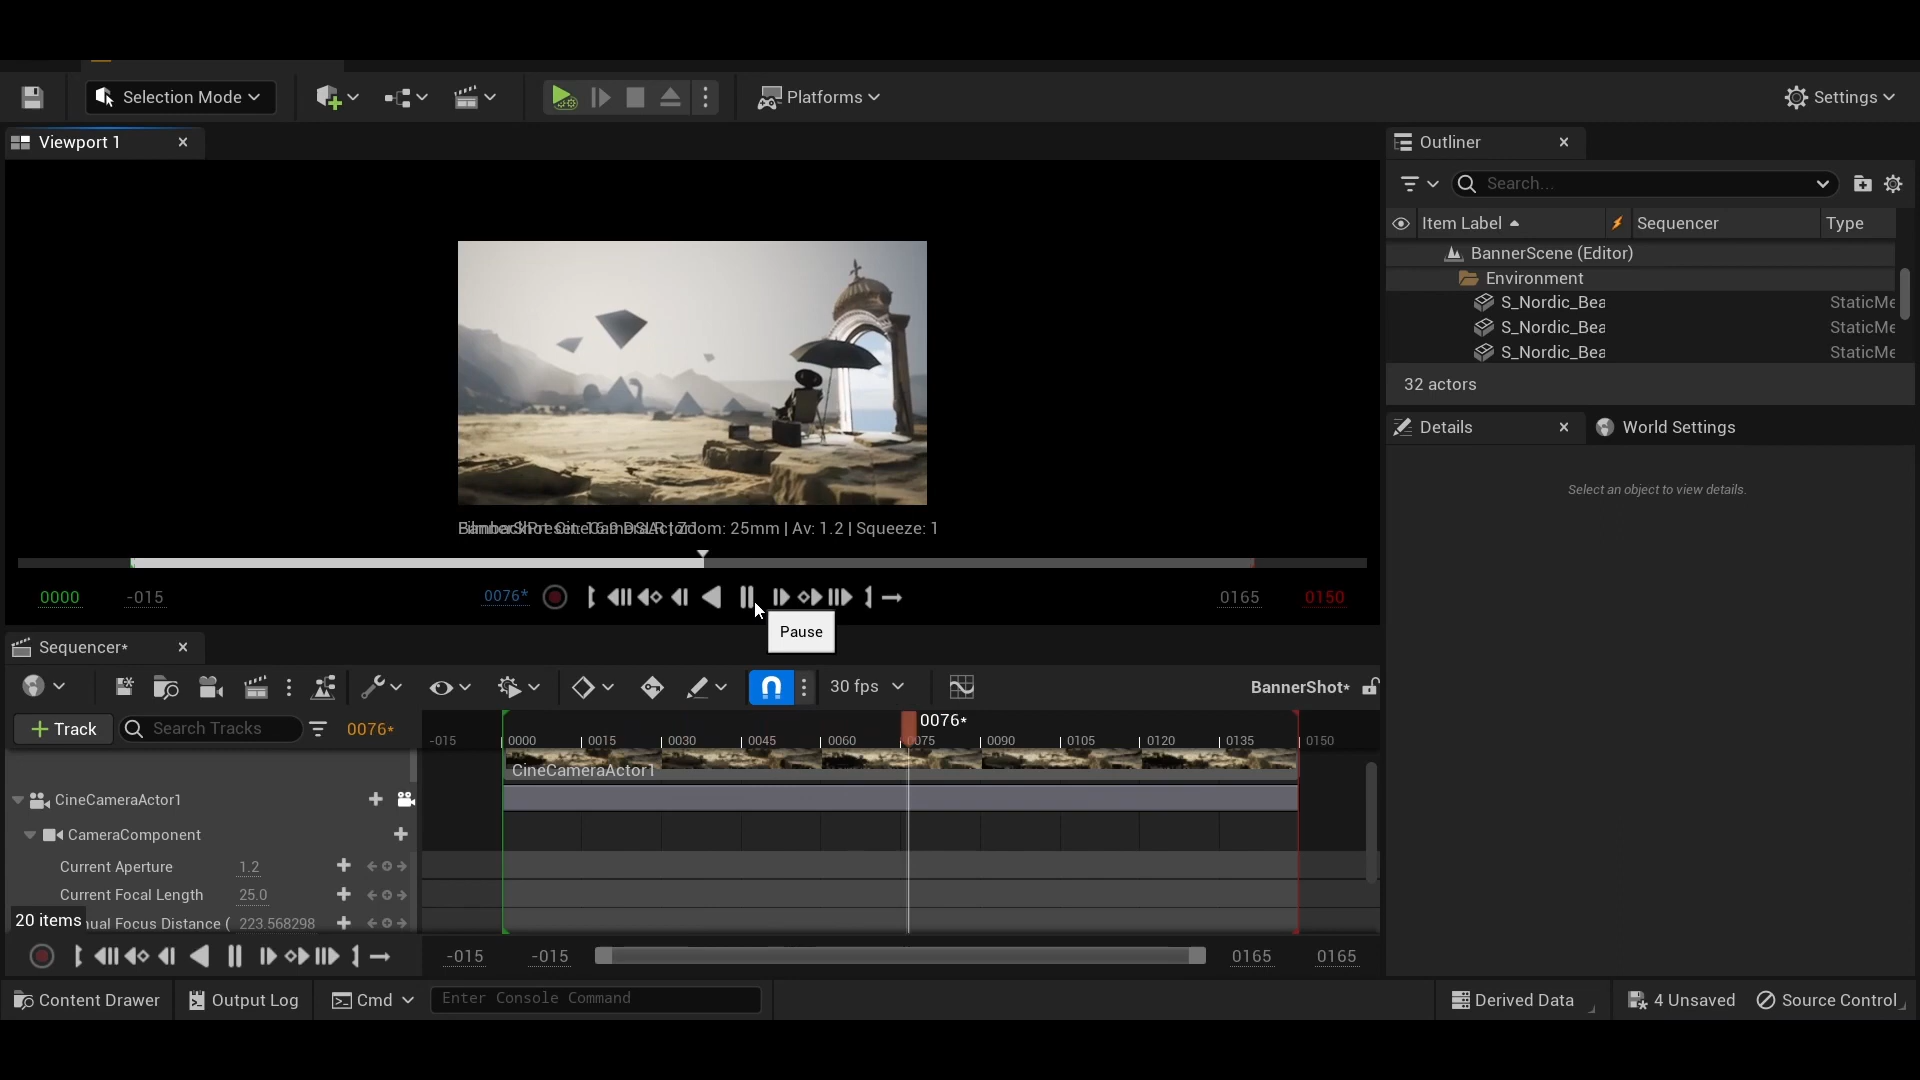 Selection Mode
Platforms
Settings
Viewport 1
Outliner
Search...
Item Label
Sequencer
Type
BannerScene (Editor)
Environment
S_Nordic_Bea
StaticMe
S_Nordic_Bea
StaticMe
S_Nordic_Bea
StaticMe
32 actors
Details
World Settings
Select an object to view details.
Zoom: 25mm | Av: 1.2 | Squeeze: 1
0000
-015
0076*
0165
0150
Pause
Sequencer*
30 fps
BannerShot*
Track
Search Tracks
0076*
0076*
-015
0000
0015
0030
0045
0060
0075
0090
0105
0120
0135
0150
CineCameraActor1
CineCameraActor1
CameraComponent
Current Aperture
1.2
Current Focal Length
25.0
20 items
ual Focus Distance (
223.568298
-015
-015
0165
0165
Content Drawer
Output Log
Cmd
Enter Console Command
Derived Data
4 Unsaved
Source Control